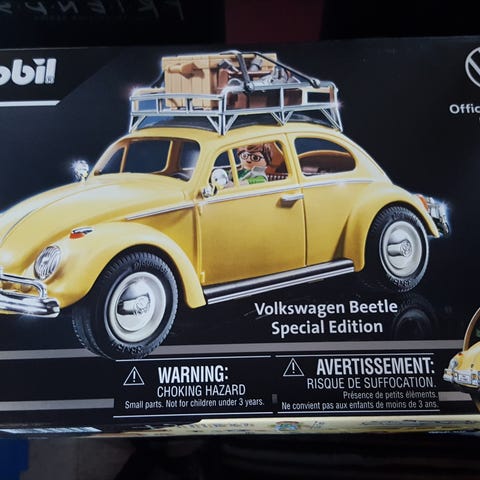 FRIENDS
obil
Offic
Volkswagen Beetle
Special Edition
WARNING:
CHOKING HAZARD
Small parts. Not for children under 3 years.
AVERTISSEMENT:
RISQUE DE SUFFOCATION.
Présence de petits éléments.
Ne convient pas aux enfants de moins de 3 ans.